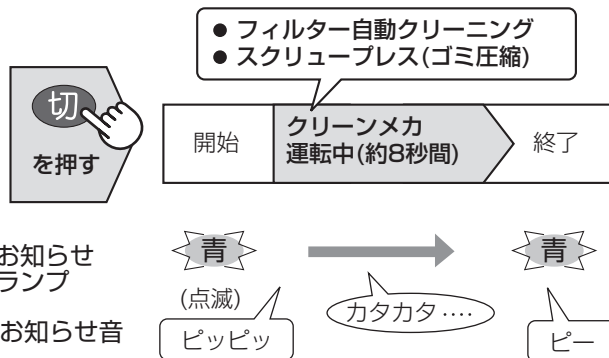 ● フィルター自動クリーニング
● スクリュープレス(ゴミ圧縮)
切
を押す
開始
クリーンメカ
運転中(約8秒間)
終了
お知らせ
ランプ
青
青
(点滅)
お知らせ音
ピッピッ
カタカタ‥‥
ピー